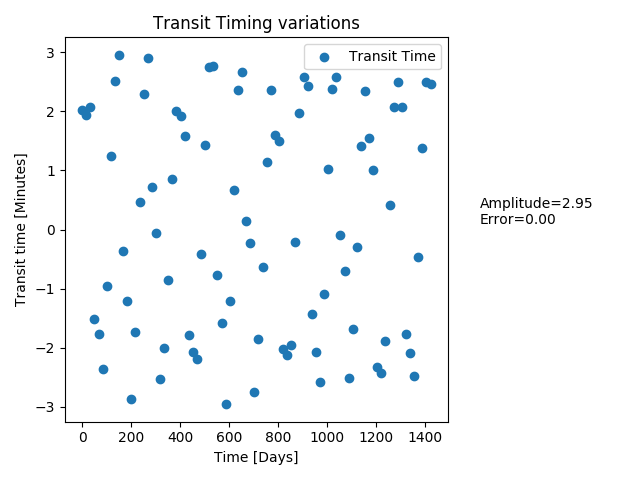 Transit Timing variations
Transit Time
Transit time [Minutes]
3
2
1
0
−1
−2
−3
0 200 400 600 800 1000 1200 1400
Time [Days]
Amplitude=2.95
Error=0.00